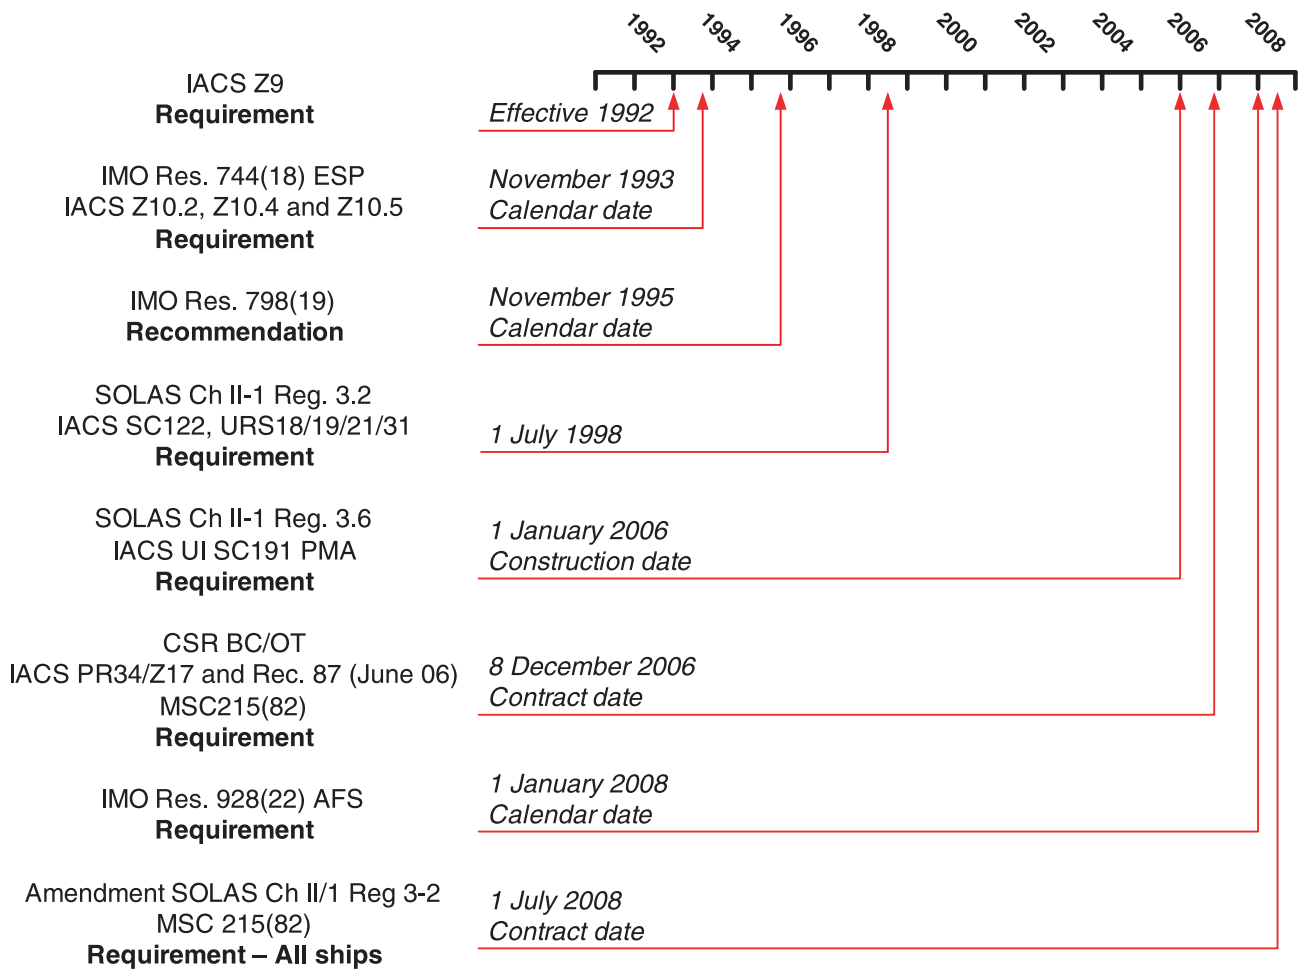 1992 1994 1996 1998 2000 2002 2004 2006 2008
IACS Z9
Requirement
Effective 1992
IMO Res. 744(18) ESP
IACS Z10.2, Z10.4 and Z10.5
Requirement
November 1993
Calendar date
IMO Res. 798(19)
Recommendation
November 1995
Calendar date
SOLAS Ch II-1 Reg. 3.2
IACS SC122, URS18/19/21/31
Requirement
1 July 1998
SOLAS Ch II-1 Reg. 3.6
IACS UI SC191 PMA
Requirement
1 January 2006
Construction date
CSR BC/OT
IACS PR34/Z17 and Rec. 87 (June 06)
MSC215(82)
Requirement
8 December 2006
Contract date
IMO Res. 928(22) AFS
Requirement
1 January 2008
Calendar date
Amendment SOLAS Ch II/1 Reg 3-2
MSC 215(82)
Requirement – All ships
1 July 2008
Contract date